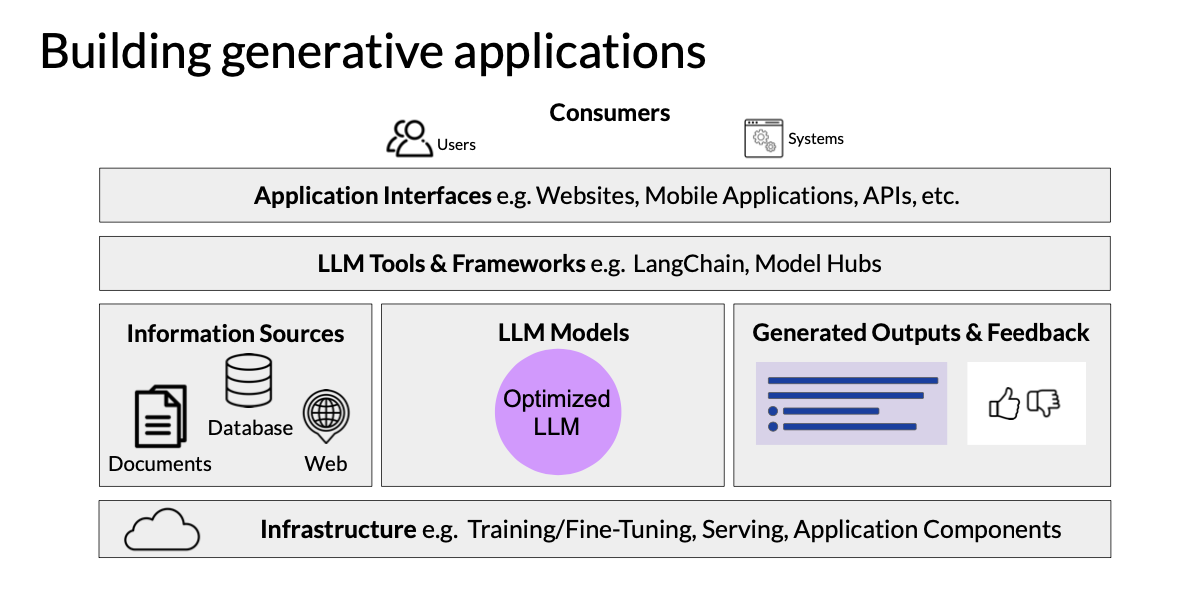 Building generative applications
Consumers
Users
Systems
Application Interfaces e.g. Websites, Mobile Applications, APIs, etc.
LLM Tools & Frameworks e.g. LangChain, Model Hubs
Information Sources
Documents
Database
Web
LLM Models
Optimized
LLM
Generated Outputs & Feedback
Infrastructure e.g. Training/Fine-Tuning, Serving, Application Components